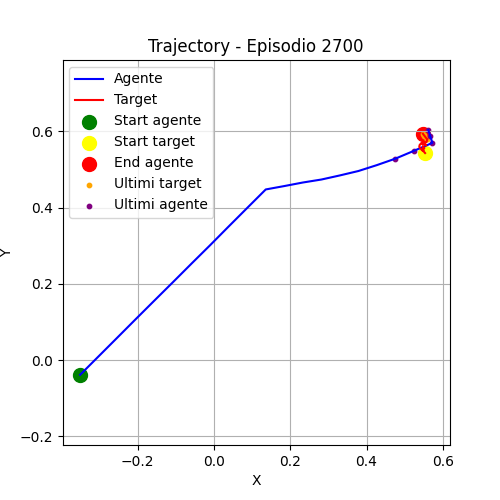 Trajectory - Episodio 2700
Agente
Target
Start agente
Start target
End agente
Ultimi target
Ultimi agente
0.6
0.4
0.2
0.0
−0.2
Y
−0.2
0.0
0.2
0.4
0.6
X